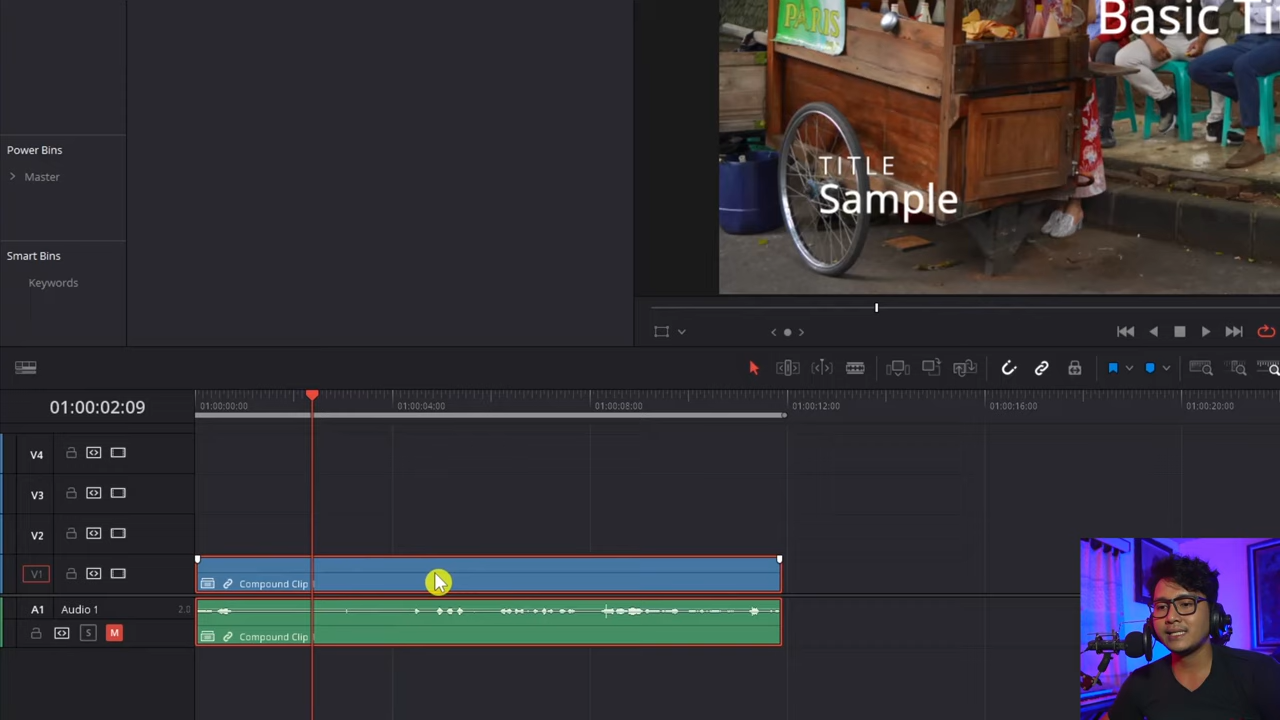 PARIS
Basic Ti
TITLE
Sample
Power Bins
Master
Smart Bins
Keywords
01:00:02:09
01:00:00:00
01:00:04:00
01:00:08:00
01:00:12:00
01:00:16:00
01:00:20:00
V4
V3
V2
V1
Compound Clip 1
A1 Audio 1 2.0
S M
Compound Clip 1